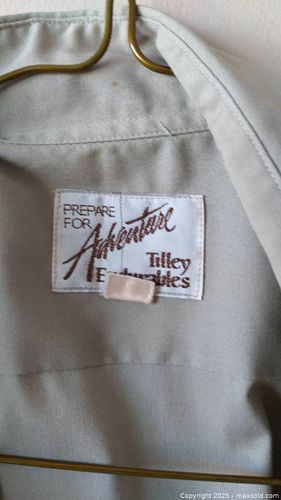 PREPARE
FOR
Adventure
Tilley
Endurables
Copyright 2025 - maxsold.com